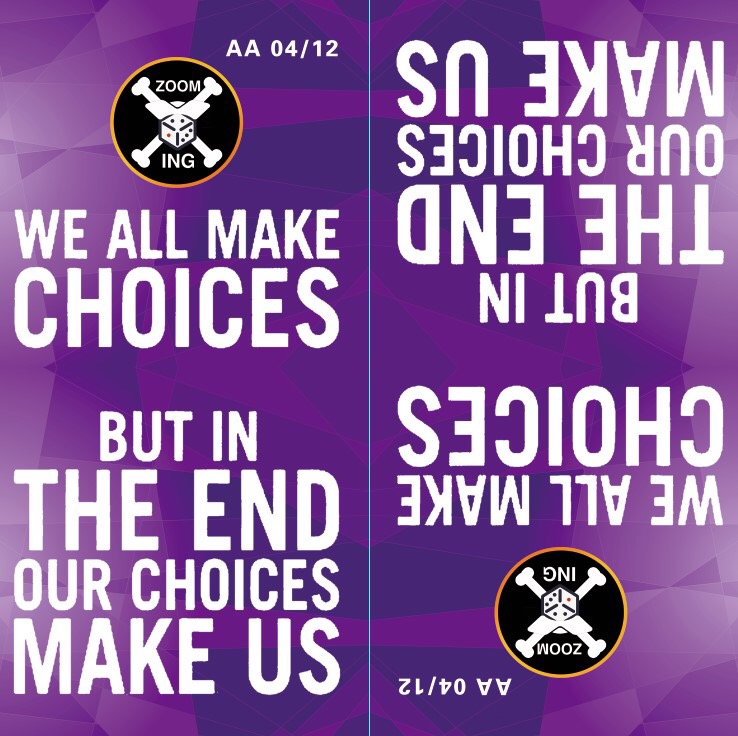 AA 04/12
ZOOM
ING
WE ALL MAKE
CHOICES
BUT IN
THE END
OUR CHOICES
MAKE US
AA 04/12
ZOOM
ING
WE ALL MAKE
CHOICES
BUT IN
THE END
OUR CHOICES
MAKE US